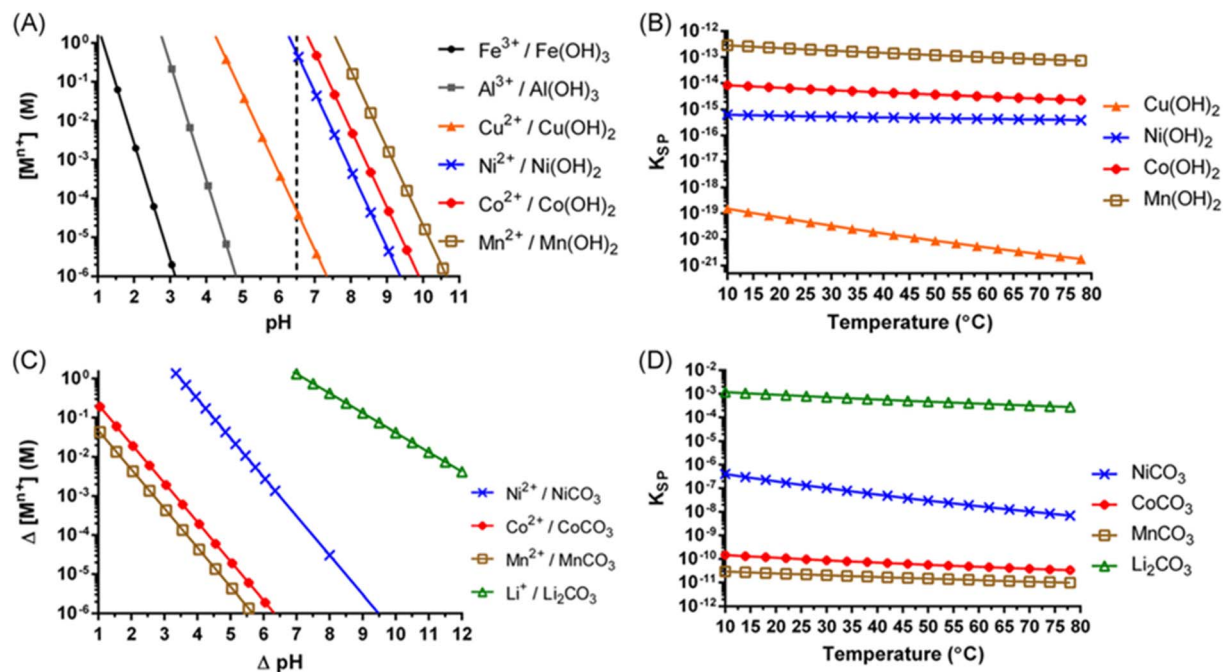 (A)
[Mⁿ⁺] (M)
10⁰
10⁻¹
10⁻²
10⁻³
10⁻⁴
10⁻⁵
10⁻⁶
1 2 3 4 5 6 7 8 9 10 11
pH
Fe³⁺ / Fe(OH)₃
Al³⁺ / Al(OH)₃
Cu²⁺ / Cu(OH)₂
Ni²⁺ / Ni(OH)₂
Co²⁺ / Co(OH)₂
Mn²⁺ / Mn(OH)₂
(B)
K_SP
10⁻¹²
10⁻¹³
10⁻¹⁴
10⁻¹⁵
10⁻¹⁶
10⁻¹⁷
10⁻¹⁸
10⁻¹⁹
10⁻²⁰
10⁻²¹
10 15 20 25 30 35 40 45 50 55 60 65 70 75 80
Temperature (°C)
Cu(OH)₂
Ni(OH)₂
Co(OH)₂
Mn(OH)₂
(C)
Δ [Mⁿ⁺] (M)
10⁰
10⁻¹
10⁻²
10⁻³
10⁻⁴
10⁻⁵
10⁻⁶
1 2 3 4 5 6 7 8 9 10 11 12
Δ pH
Ni²⁺ / NiCO₃
Co²⁺ / CoCO₃
Mn²⁺ / MnCO₃
Li⁺ / Li₂CO₃
(D)
K_SP
10⁻²
10⁻³
10⁻⁴
10⁻⁵
10⁻⁶
10⁻⁷
10⁻⁸
10⁻⁹
10⁻¹⁰
10⁻¹¹
10⁻¹²
10 15 20 25 30 35 40 45 50 55 60 65 70 75 80
Temperature (°C)
NiCO₃
CoCO₃
MnCO₃
Li₂CO₃